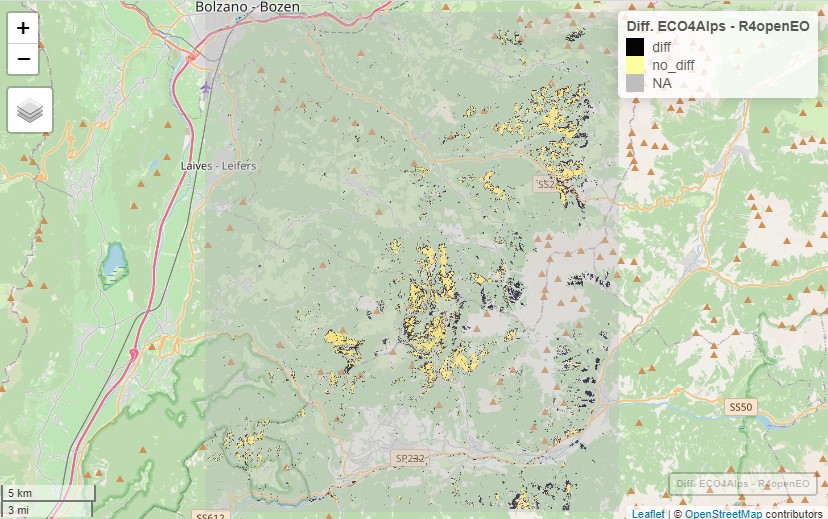 Bolzano - Bozen
+
−
Diff. ECO4Alps - R4openEO
diff
no_diff
NA
Laives - Leifers
SS50
SP232
SS612
Diff. ECO4Alps - R4openEO
5 km
3 mi
Leaflet | © OpenStreetMap contributors